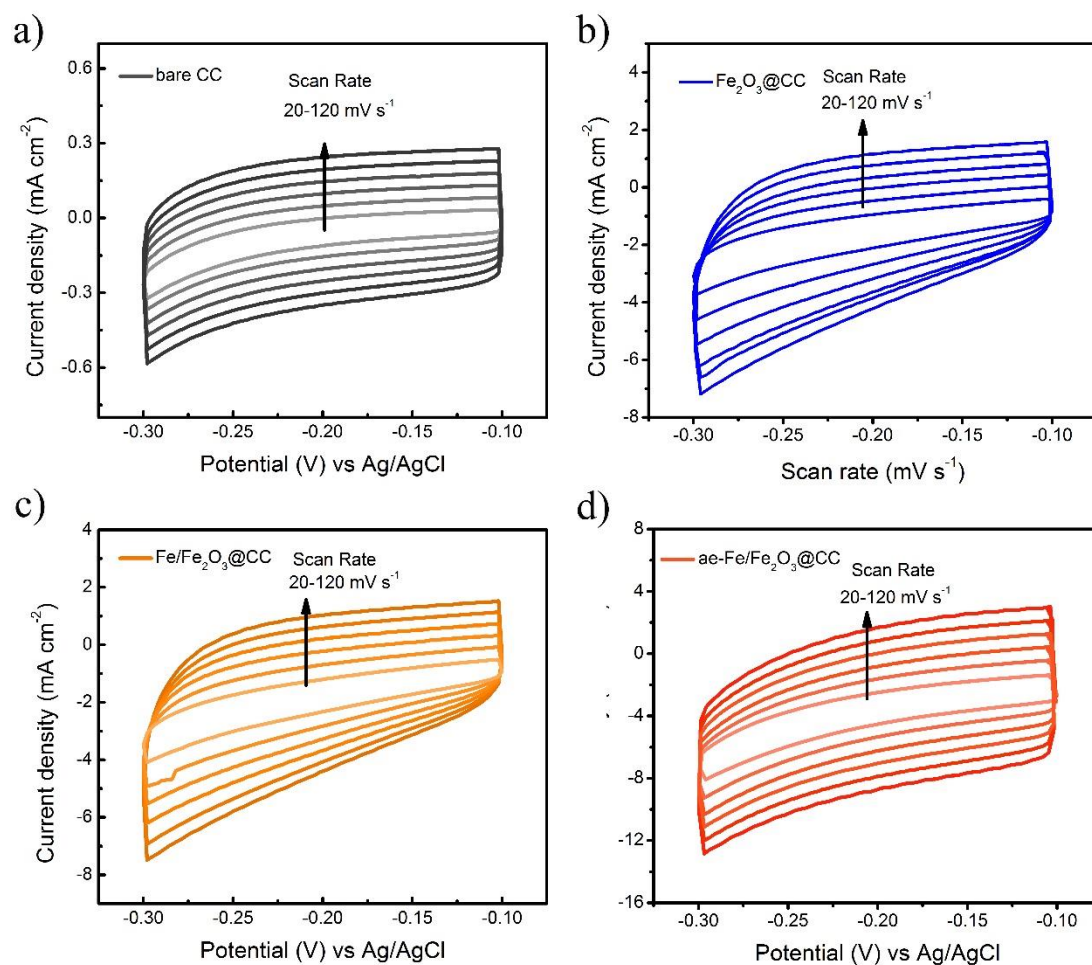 a)
bare CC
Scan Rate
20-120 mV s⁻¹
Current density (mA cm⁻²)
0.6
0.3
0.0
-0.3
-0.6
-0.30
-0.25
-0.20
-0.15
-0.10
Potential (V) vs Ag/AgCl
b)
Fe₂O₃@CC
Scan Rate
20-120 mV s⁻¹
Current density (mA cm⁻²)
4
2
0
-2
-4
-6
-8
-0.30
-0.25
-0.20
-0.15
-0.10
Scan rate (mV s⁻¹)
c)
Fe/Fe₂O₃@CC
Scan Rate
20-120 mV s⁻¹
Current density (mA cm⁻²)
4
2
0
-2
-4
-6
-8
-0.30
-0.25
-0.20
-0.15
-0.10
Potential (V) vs Ag/AgCl
d)
ae-Fe/Fe₂O₃@CC
Scan Rate
20-120 mV s⁻¹
8
4
0
-4
-8
-12
-16
-0.30
-0.25
-0.20
-0.15
-0.10
Potential (V) vs Ag/AgCl